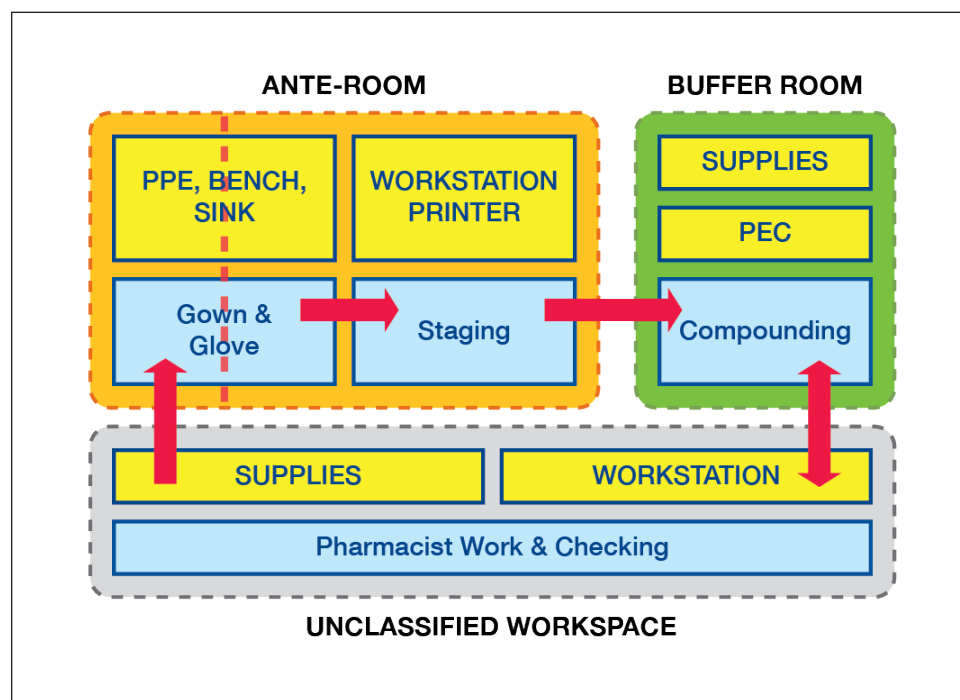 ANTE-ROOM
BUFFER ROOM
PPE, BENCH,
SINK
WORKSTATION
PRINTER
SUPPLIES
PEC
Gown &
Glove
Staging
Compounding
SUPPLIES
WORKSTATION
Pharmacist Work & Checking
UNCLASSIFIED WORKSPACE